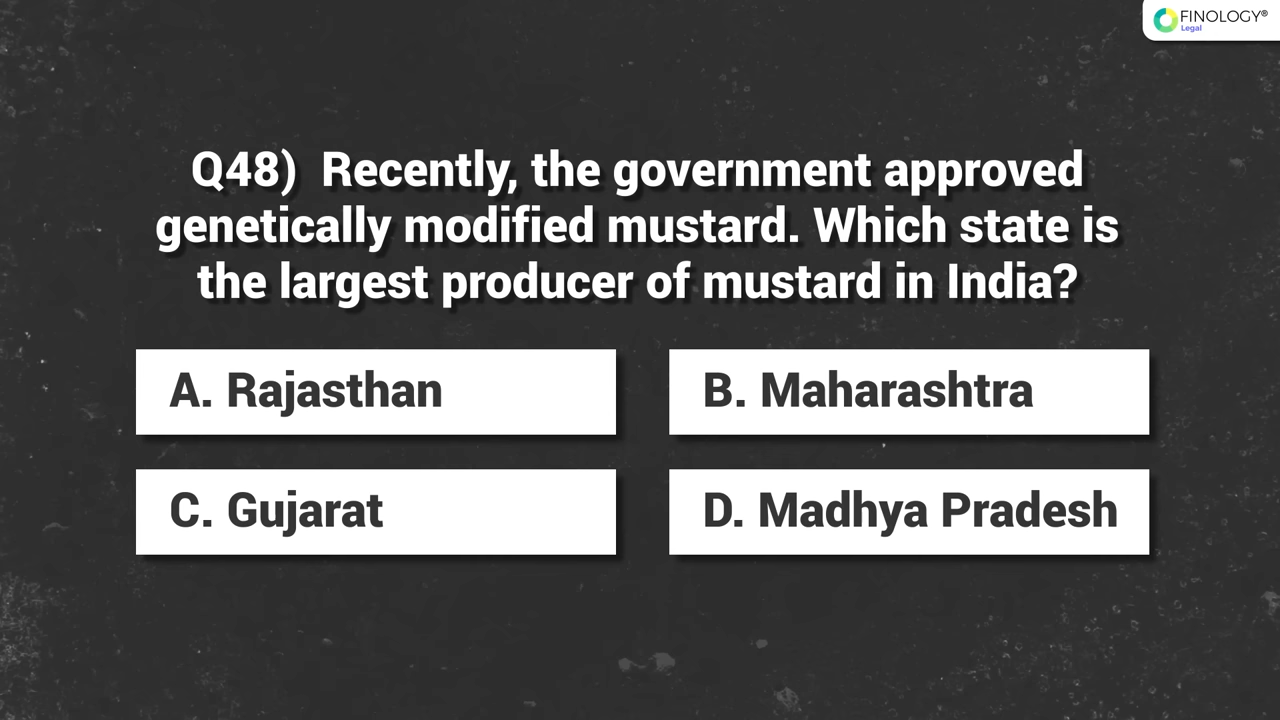 FINOLOGY®
Legal
Q48) Recently, the government approved
genetically modified mustard. Which state is
the largest producer of mustard in India?
A. Rajasthan
B. Maharashtra
C. Gujarat
D. Madhya Pradesh